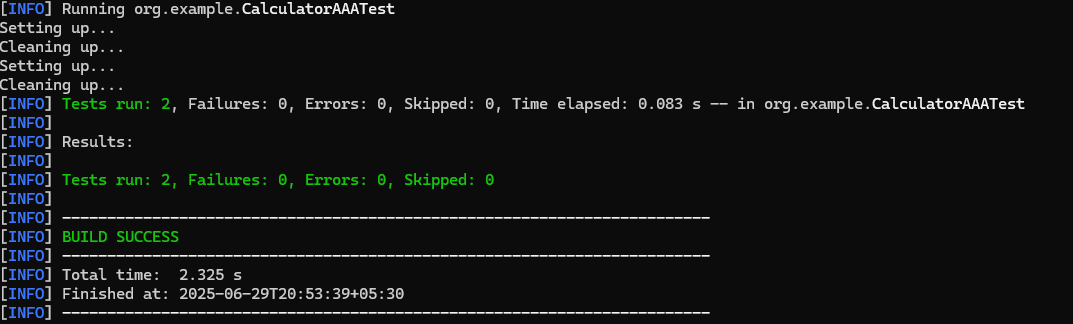 [INFO] Running org.example.CalculatorAAATest
Setting up...
Cleaning up...
Setting up...
Cleaning up...
[INFO] Tests run: 2, Failures: 0, Errors: 0, Skipped: 0, Time elapsed: 0.083 s -- in org.example.CalculatorAAATest
[INFO]
[INFO] Results:
[INFO]
[INFO] Tests run: 2, Failures: 0, Errors: 0, Skipped: 0
[INFO]
[INFO] ------------------------------------------------------------------------
[INFO] BUILD SUCCESS
[INFO] ------------------------------------------------------------------------
[INFO] Total time:  2.325 s
[INFO] Finished at: 2025-06-29T20:53:39+05:30
[INFO] ------------------------------------------------------------------------